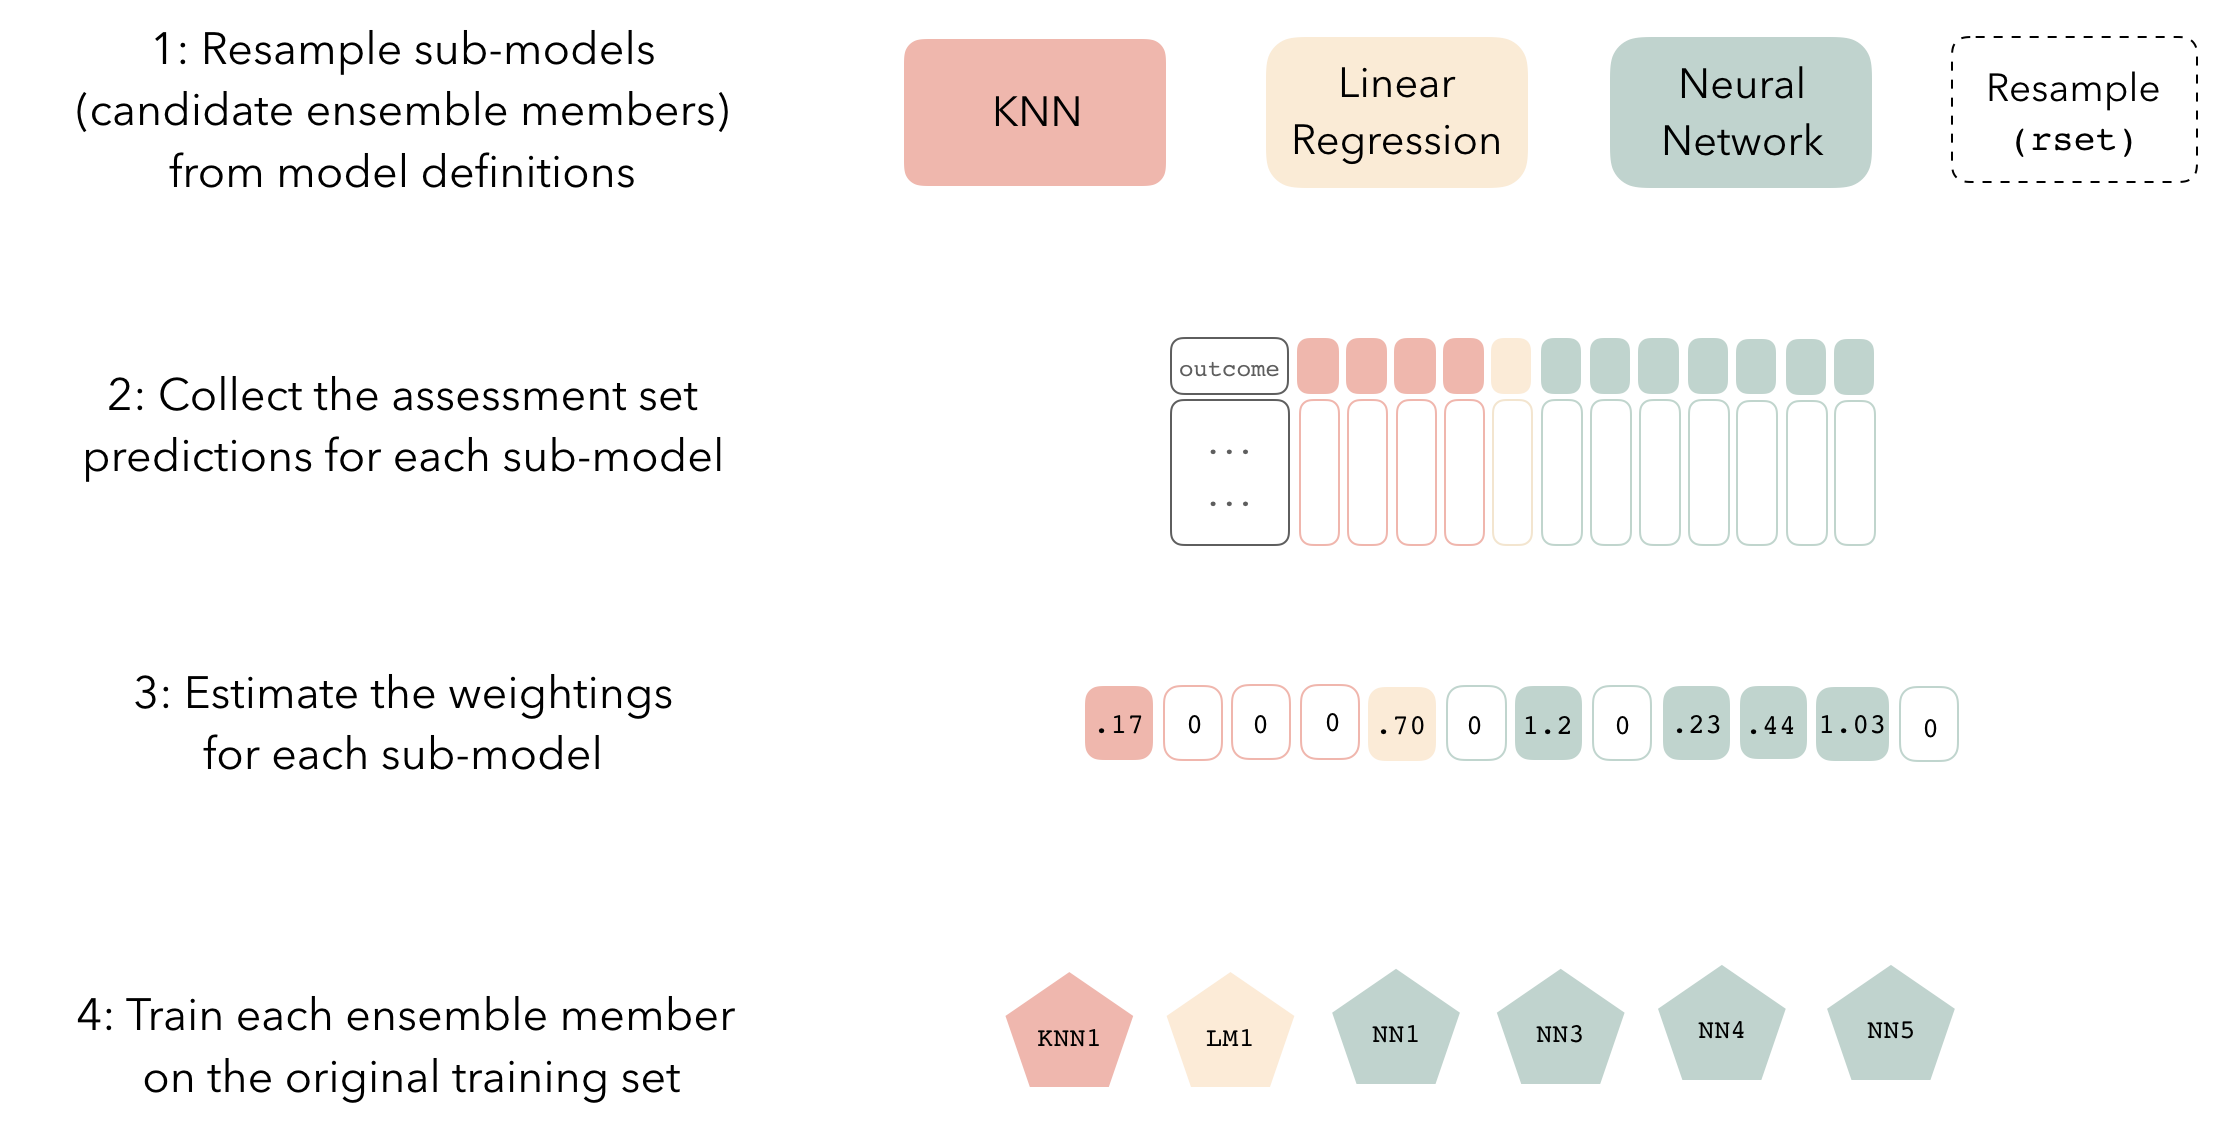 1: Resample sub-models
(candidate ensemble members)
from model definitions
KNN
Linear
Regression
Neural
Network
Resample
(rset)
2: Collect the assessment set
predictions for each sub-model
outcome
...
...
3: Estimate the weightings
for each sub-model
.17 0 0 0 .70 0 1.2 0 .23 .44 1.03 0
4: Train each ensemble member
on the original training set
KNN1 LM1 NN1 NN3 NN4 NN5